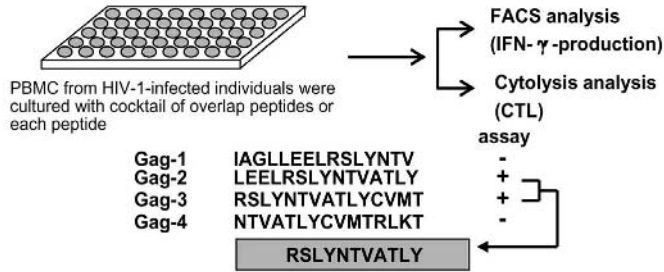 FACS analysis
(IFN- γ -production)
PBMC from HIV-1-infected individuals were
cultured with cocktail of overlap peptides or
each peptide
Cytolysis analysis
(CTL)
assay
Gag-1 IAGLLEELRSLYNTV -
Gag-2 LEELRSLYNTVATLY +
Gag-3 RSLYNTVATLYCVMT +
Gag-4 NTVATLYCVMTRLKT -
RSLYNTVATLY